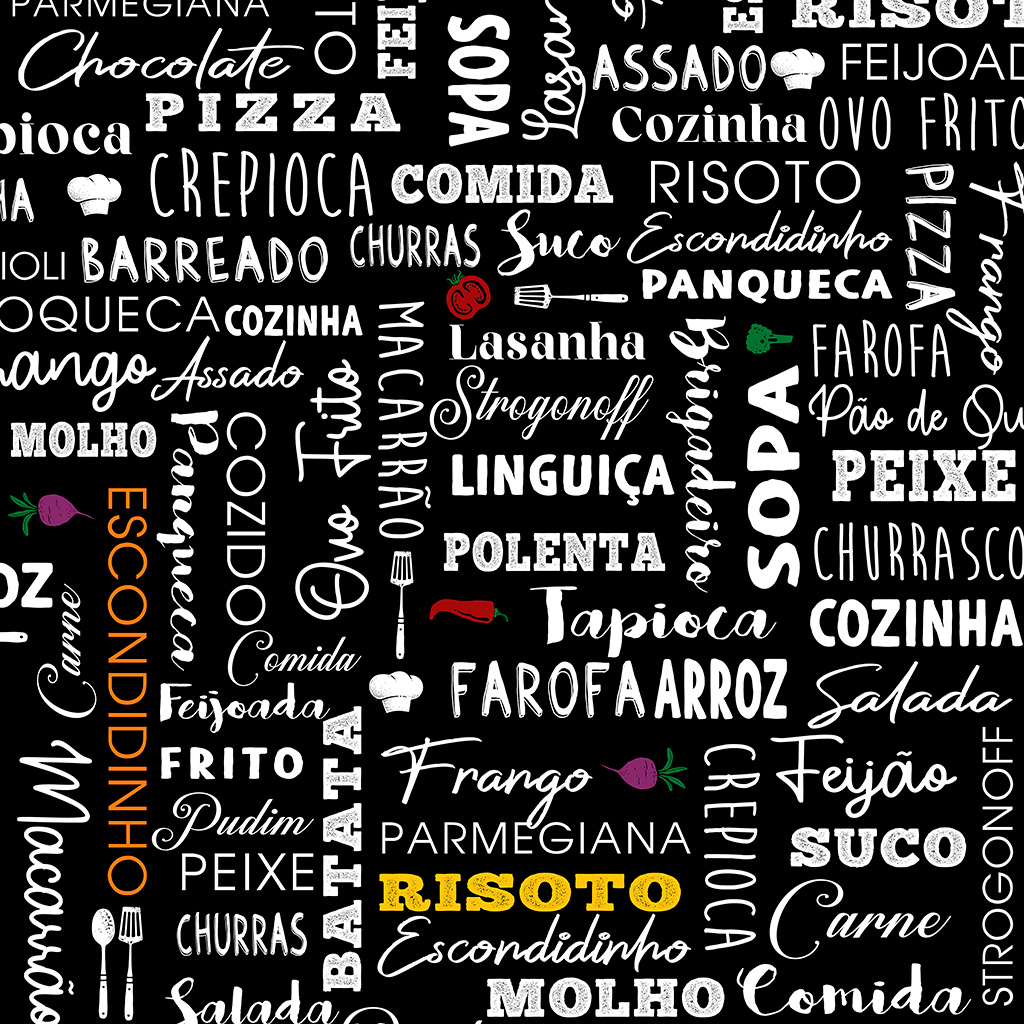 PARMEGIANA
Chocolate
SOPA
RISOTO
ASSADO
FEIJOAD
PIZZA
Cozinha
OVO FRITO
pioca
CREPIOCA
COMIDA
RISOTO
PIZZA
Frango
HA
IOLI
BARREADO
CHURRAS
Suco
Escondidinho
PANQUECA
OQUECA
COZINHA
MACARRÃO
Lasanha
Brigadeiro
FAROFA
ango
Assado
Ovo Frito
Strogonoff
SOPA
Pão de Qu
MOLHO
Panqueca
COZIDO
LINGUIÇA
PEIXE
ESCONDIDINHO
POLENTA
CHURRASCO
OZ
Carne
Tapioca
COZINHA
Comida
FAROFA
ARROZ
Salada
Feijoada
BATATA
Macarrão
FRITO
Frango
CREPIOCA
Feijão
STROGONOFF
Pudim
PARMEGIANA
SUCO
PEIXE
RISOTO
Carne
CHURRAS
Escondidinho
Salada
MOLHO
Comida